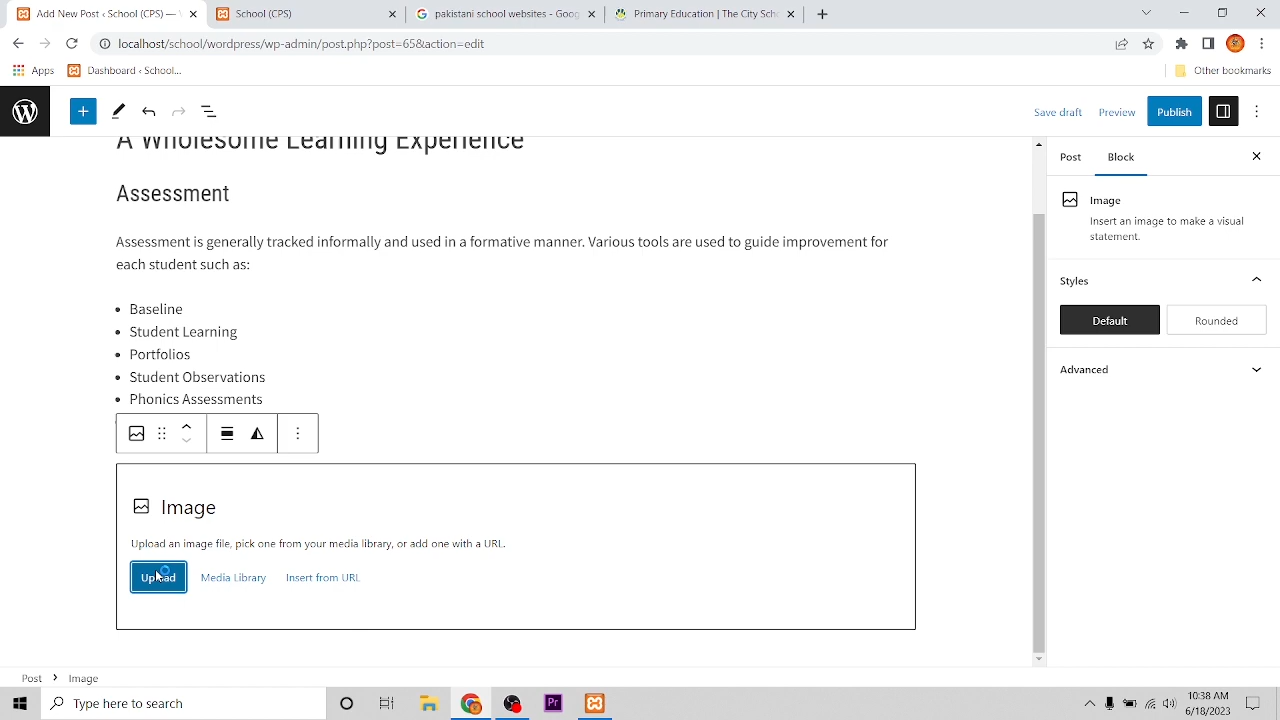 Add New Post ‹ School (CPS) —
School (CPS)
pakistani school websites - Goog
Primary Education | The City Scho
localhost/school/wordpress/wp-admin/post.php?post=65&action=edit
Apps
Dashboard ‹ School...
Other bookmarks
Save draft
Preview
Publish
A Wholesome Learning Experience
Post
Block
Assessment
Image
Insert an image to make a visual
statement.
Assessment is generally tracked informally and used in a formative manner. Various tools are used to guide improvement for
each student such as:
Styles
Default
Rounded
Baseline
Student Learning
Portfolios
Student Observations
Phonics Assessments
Advanced
Image
Upload an image file, pick one from your media library, or add one with a URL.
Upload
Media Library
Insert from URL
Post
Image
Type here to search
Pr
10:38 AM
6/18/2023